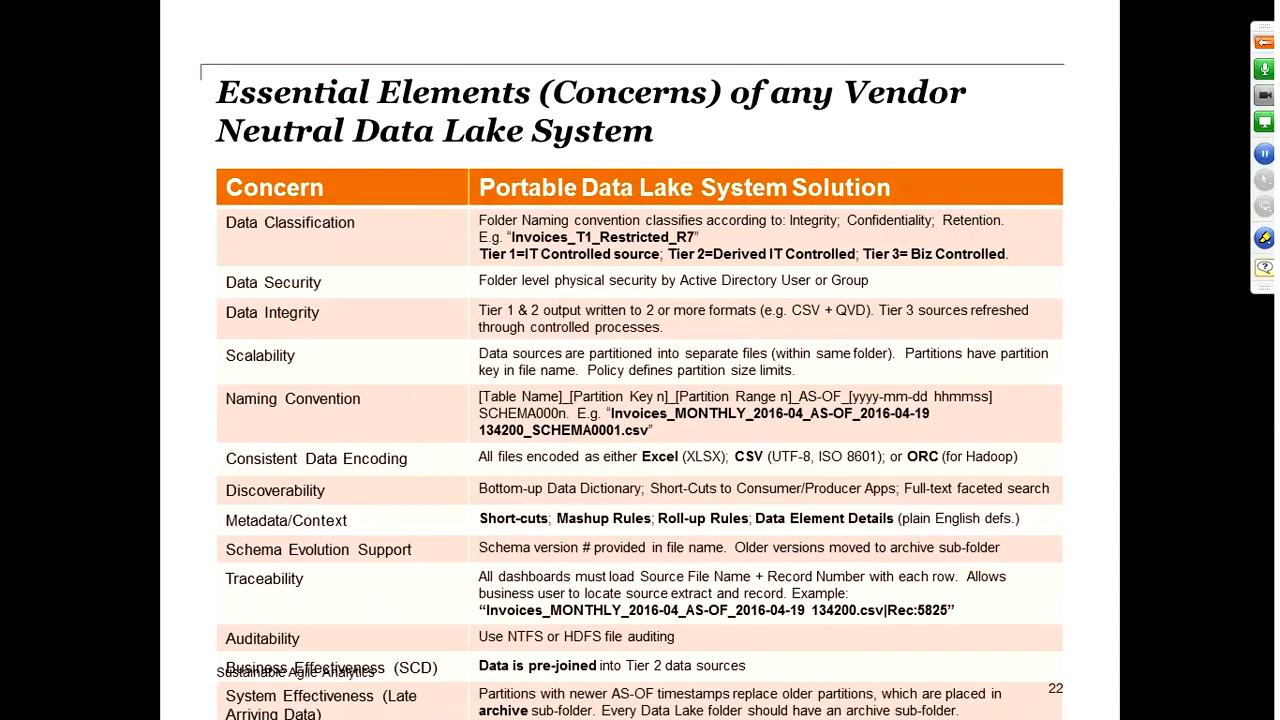 Essential Elements (Concerns) of any Vendor
Neutral Data Lake System
Concern
Portable Data Lake System Solution
Data Classification
Folder Naming convention classifies according to: Integrity; Confidentiality; Retention.
E.g. “Invoices_T1_Restricted_R7”
Tier 1=IT Controlled source; Tier 2=Derived IT Controlled; Tier 3= Biz Controlled.
Data Security
Folder level physical security by Active Directory User or Group
Data Integrity
Tier 1 & 2 output written to 2 or more formats (e.g. CSV + QVD). Tier 3 sources refreshed
through controlled processes.
Scalability
Data sources are partitioned into separate files (within same folder). Partitions have partition
key in file name. Policy defines partition size limits.
Naming Convention
[Table Name]_[Partition Key n]_[Partition Range n]_AS-OF_[yyyy-mm-dd hhmmss]
SCHEMA000n. E.g. “Invoices_MONTHLY_2016-04_AS-OF_2016-04-19
134200_SCHEMA0001.csv”
Consistent Data Encoding
All files encoded as either Excel (XLSX); CSV (UTF-8, ISO 8601); or ORC (for Hadoop)
Discoverability
Bottom-up Data Dictionary; Short-Cuts to Consumer/Producer Apps; Full-text faceted search
Metadata/Context
Short-cuts; Mashup Rules; Roll-up Rules; Data Element Details (plain English defs.)
Schema Evolution Support
Schema version # provided in file name. Older versions moved to archive sub-folder
Traceability
All dashboards must load Source File Name + Record Number with each row. Allows
business user to locate source extract and record. Example:
“Invoices_MONTHLY_2016-04_AS-OF_2016-04-19 134200.csv|Rec:5825”
Auditability
Use NTFS or HDFS file auditing
Business Effectiveness (SCD)
Data is pre-joined into Tier 2 data sources
Sustainable Agile Analytics
22
System Effectiveness (Late
Arriving Data)
Partitions with newer AS-OF timestamps replace older partitions, which are placed in
archive sub-folder. Every Data Lake folder should have an archive sub-folder.